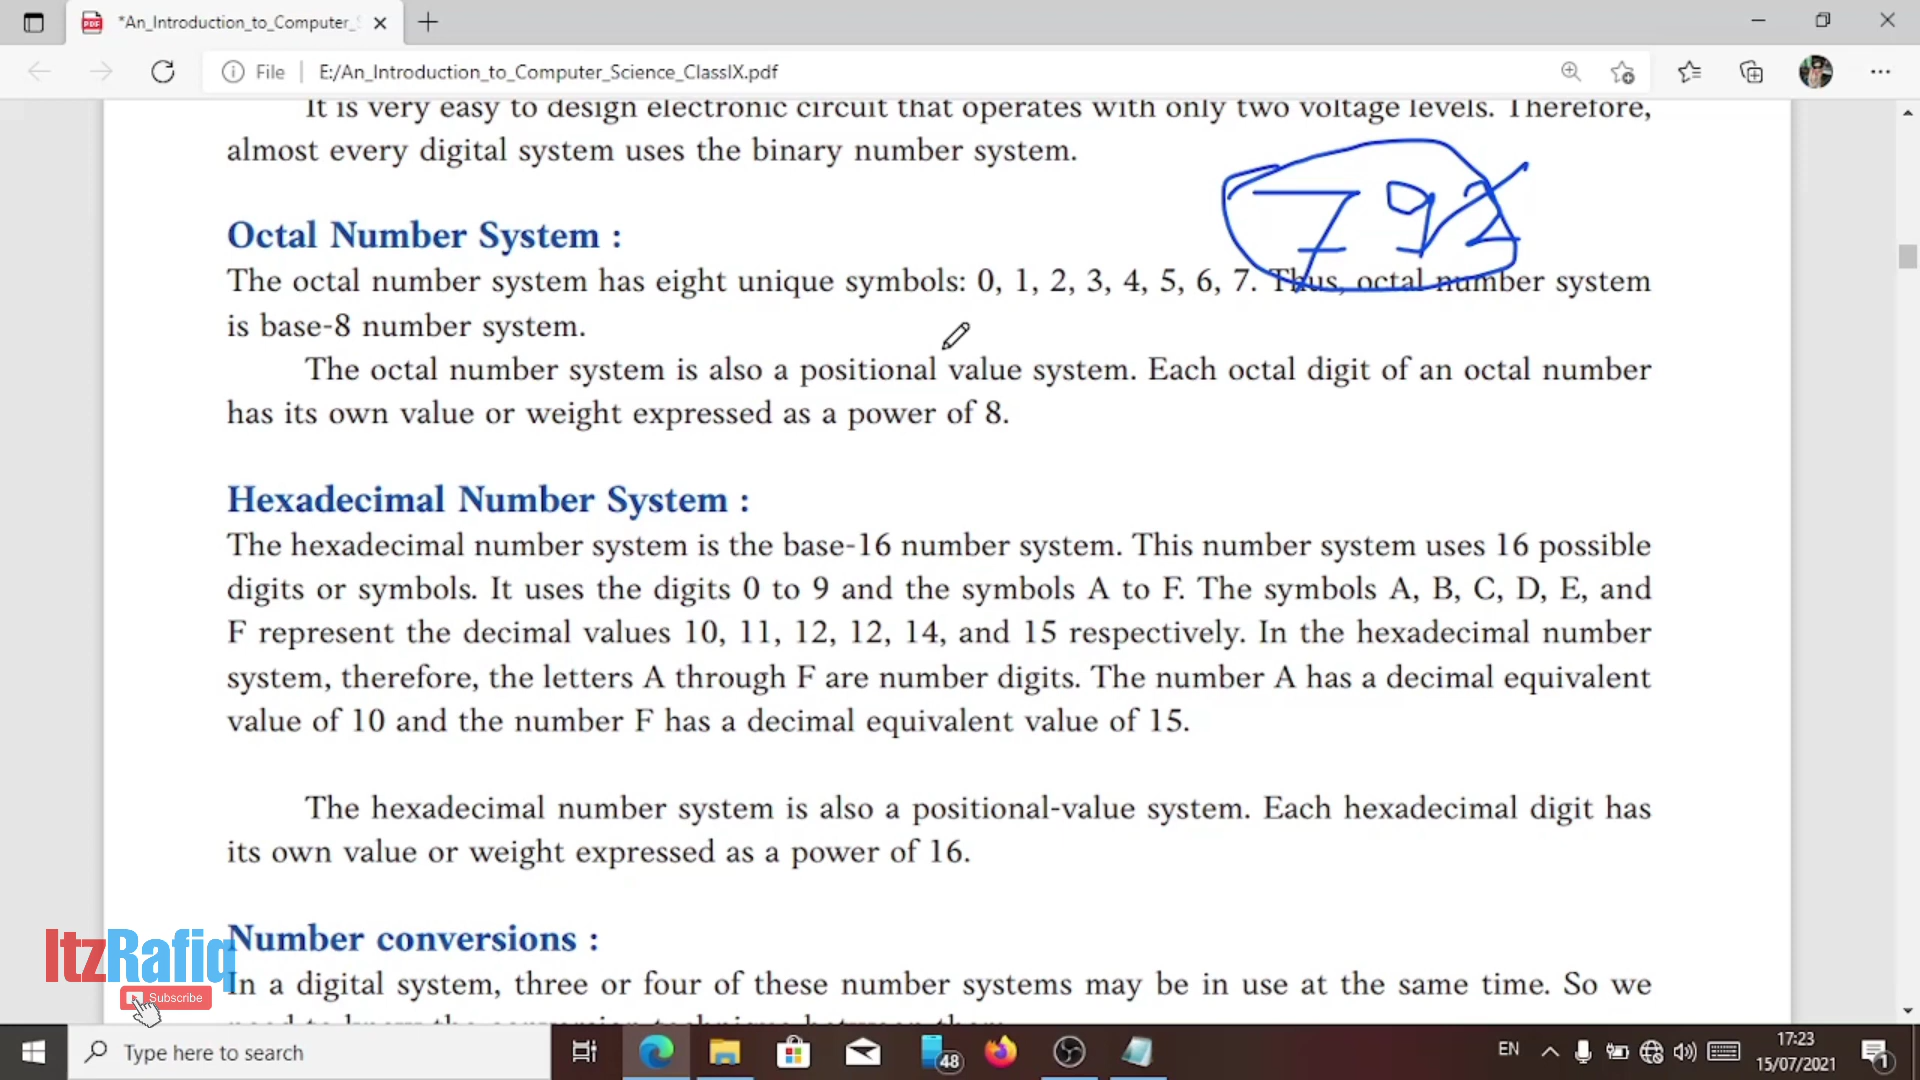 *An_Introduction_to_Computer_S
File
E:/An_Introduction_to_Computer_Science_ClassIX.pdf
It is very easy to design electronic circuit that operates with only two voltage levels. Therefore,
almost every digital system uses the binary number system.
792
Octal Number System :
The octal number system has eight unique symbols: 0, 1, 2, 3, 4, 5, 6, 7. Thus, octal number system
is base-8 number system.
The octal number system is also a positional value system. Each octal digit of an octal number
has its own value or weight expressed as a power of 8.
Hexadecimal Number System :
The hexadecimal number system is the base-16 number system. This number system uses 16 possible
digits or symbols. It uses the digits 0 to 9 and the symbols A to F. The symbols A, B, C, D, E, and
F represent the decimal values 10, 11, 12, 12, 14, and 15 respectively. In the hexadecimal number
system, therefore, the letters A through F are number digits. The number A has a decimal equivalent
value of 10 and the number F has a decimal equivalent value of 15.
The hexadecimal number system is also a positional-value system. Each hexadecimal digit has
its own value or weight expressed as a power of 16.
Number conversions :
In a digital system, three or four of these number systems may be in use at the same time. So we
need to know the conversion technique between them.
ItzRafiq
Subscribe
Type here to search
48
EN
17:23
15/07/2021
1